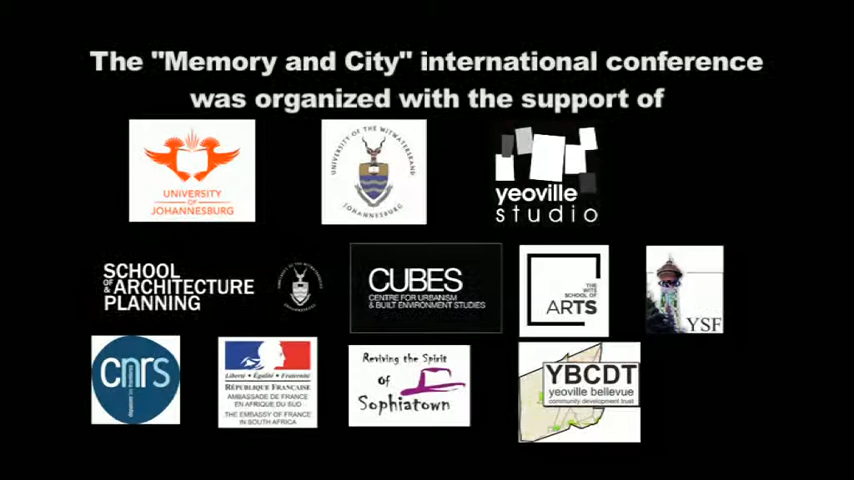 The "Memory and City" international conference
was organized with the support of
UNIVERSITY
OF
JOHANNESBURG
UNIVERSITY OF THE WITWATERSRAND
JOHANNESBURG
yeoville
studio
SCHOOL
OF ARCHITECTURE
& PLANNING
CUBES
CENTRE FOR URBANISM
& BUILT ENVIRONMENT STUDIES
THE
WITS
SCHOOL OF
ARTS
YSF
cnrs
dépasser les frontières
Liberté • Égalité • Fraternité
RÉPUBLIQUE FRANÇAISE
AMBASSADE DE FRANCE
EN AFRIQUE DU SUD
THE EMBASSY OF FRANCE
IN SOUTH AFRICA
Reviving the Spirit
of
Sophiatown
YBCDT
yeoville bellevue
community development trust